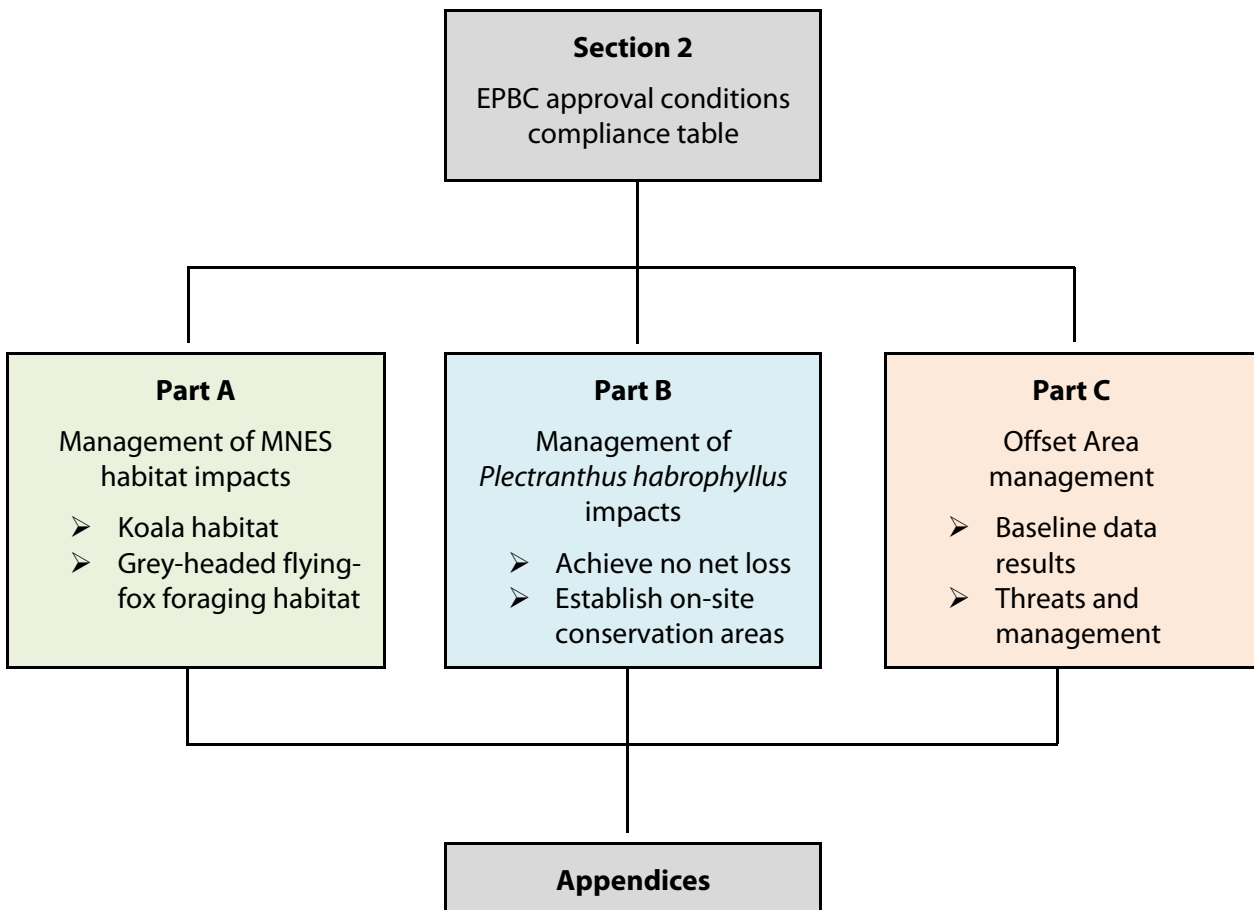 Section 2
EPBC approval conditions
compliance table
Part A
Management of MNES
habitat impacts
➢ Koala habitat
➢ Grey-headed flying-
fox foraging habitat
Part B
Management of
Plectranthus habrophyllus
impacts
➢ Achieve no net loss
➢ Establish on-site
conservation areas
Part C
Offset Area
management
➢ Baseline data
results
➢ Threats and
management
Appendices